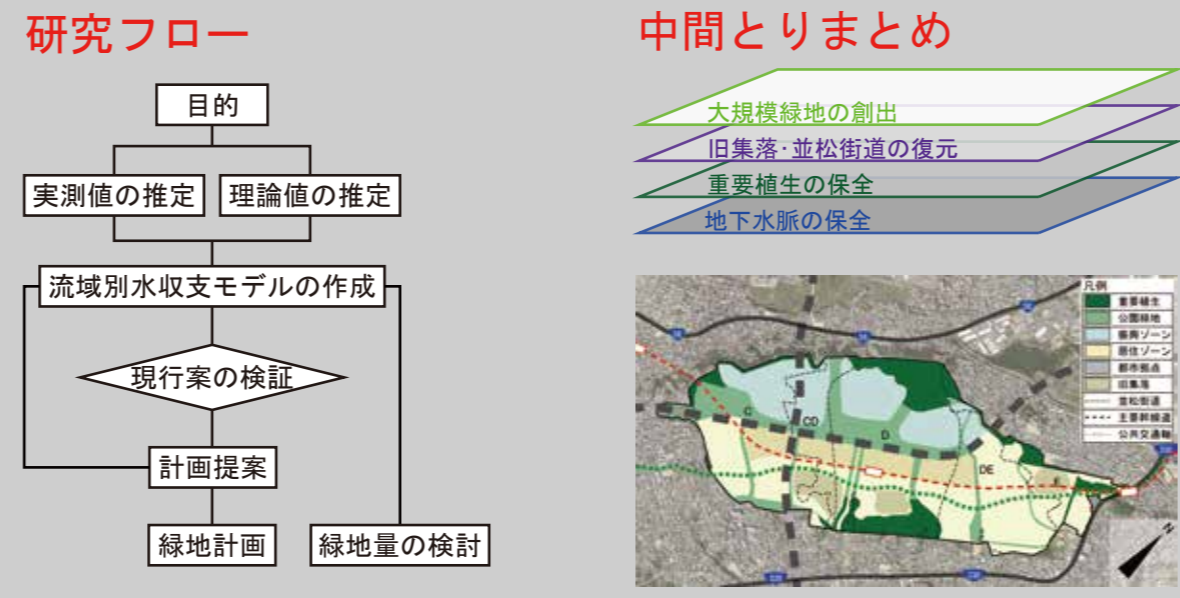 研究フロー
目的
実測値の推定
理論値の推定
流域別水収支モデルの作成
現行案の検証
計画提案
緑地計画
緑地量の検討
中間とりまとめ
大規模緑地の創出
旧集落・並松街道の復元
重要植生の保全
地下水脈の保全
凡例
重要植生
公園緑地
振興ゾーン
居住ゾーン
都市拠点
旧集落
並松街道
主要幹線道
公共交通軸
C
CD
D
DE
E
N